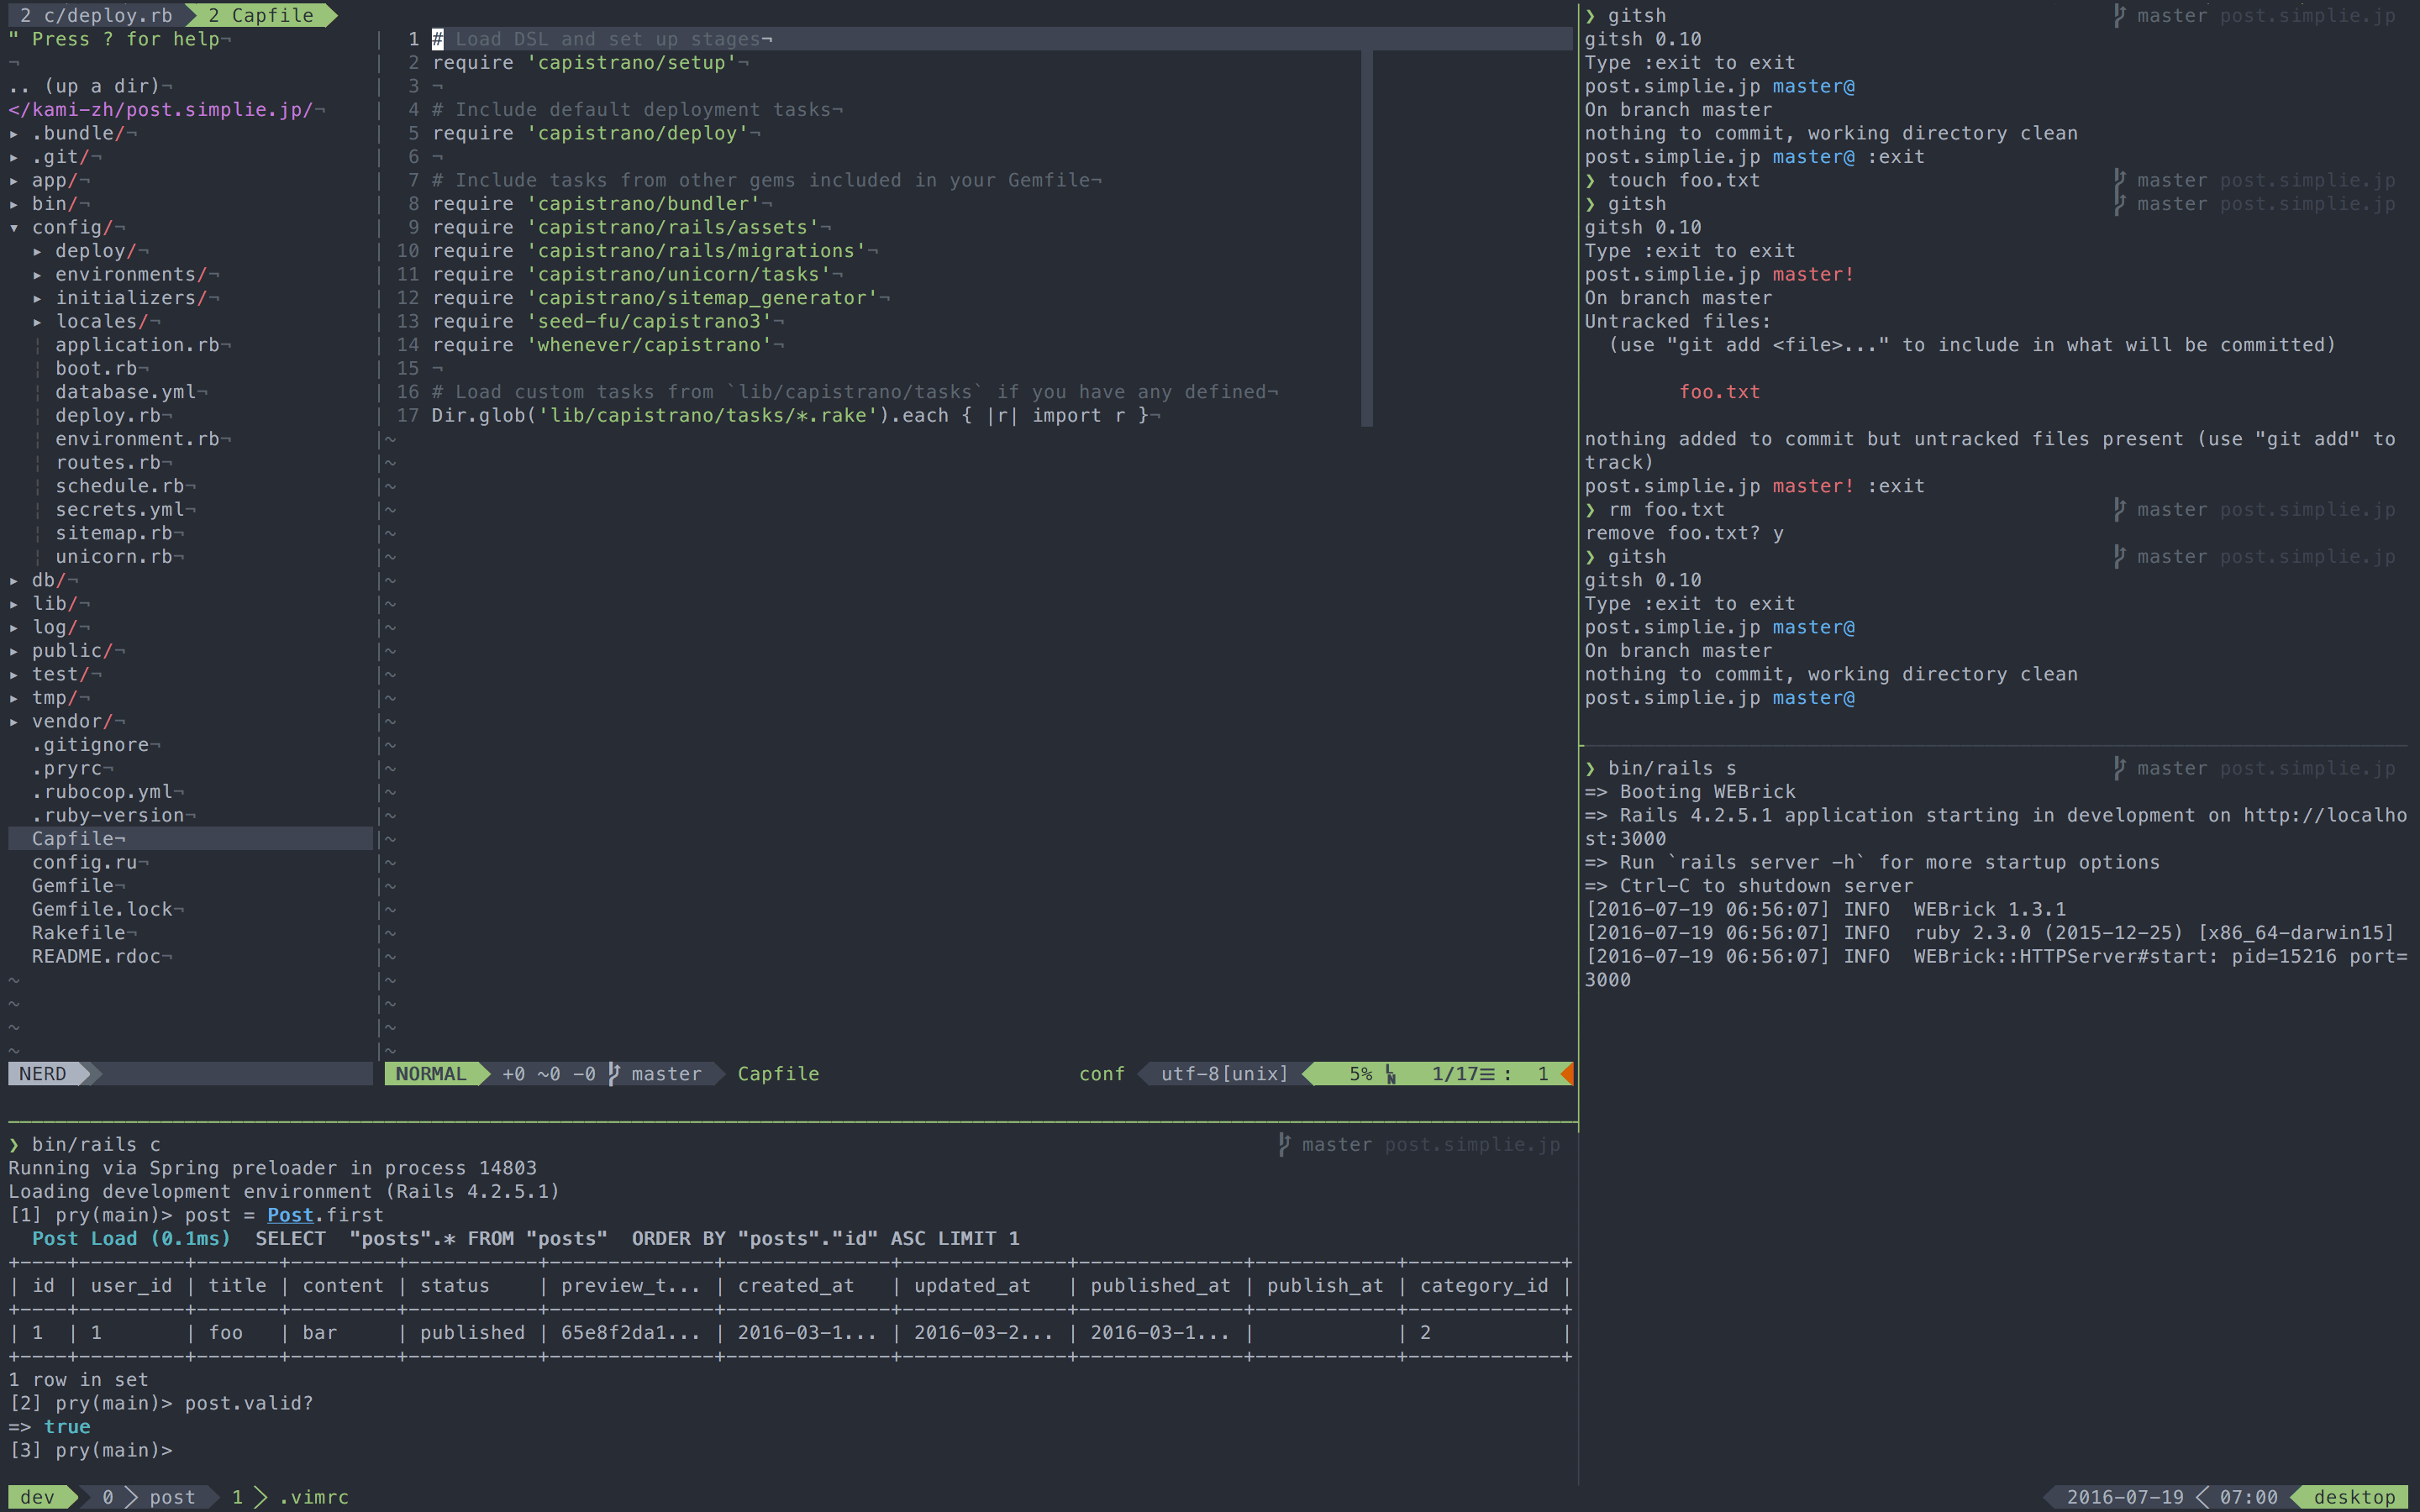 2 c/deploy.rb 2 Capfile
" Press ? for help¬
¬
.. (up a dir)¬
</kami-zh/post.simplie.jp/¬
▸ .bundle/¬
▸ .git/¬
▸ app/¬
▸ bin/¬
▾ config/¬
▸ deploy/¬
▸ environments/¬
▸ initializers/¬
▸ locales/¬
¦ application.rb¬
¦ boot.rb¬
¦ database.yml¬
¦ deploy.rb¬
¦ environment.rb¬
¦ routes.rb¬
¦ schedule.rb¬
¦ secrets.yml¬
¦ sitemap.rb¬
¦ unicorn.rb¬
▸ db/¬
▸ lib/¬
▸ log/¬
▸ public/¬
▸ test/¬
▸ tmp/¬
▸ vendor/¬
.gitignore¬
.pryrc¬
.rubocop.yml¬
.ruby-version¬
Capfile¬
config.ru¬
Gemfile¬
Gemfile.lock¬
Rakefile¬
README.rdoc¬
~
~
~
~
NERD
1 # Load DSL and set up stages¬
2 require 'capistrano/setup'¬
3 ¬
4 # Include default deployment tasks¬
5 require 'capistrano/deploy'¬
6 ¬
7 # Include tasks from other gems included in your Gemfile¬
8 require 'capistrano/bundler'¬
9 require 'capistrano/rails/assets'¬
10 require 'capistrano/rails/migrations'¬
11 require 'capistrano/unicorn/tasks'¬
12 require 'capistrano/sitemap_generator'¬
13 require 'seed-fu/capistrano3'¬
14 require 'whenever/capistrano'¬
15 ¬
16 # Load custom tasks from `lib/capistrano/tasks` if you have any defined¬
17 Dir.glob('lib/capistrano/tasks/*.rake').each { |r| import r }¬
NORMAL +0 ~0 -0 master Capfile conf utf-8[unix] 5% LN 1/17☰ : 1
❯ bin/rails c master post.simplie.jp
Running via Spring preloader in process 14803
Loading development environment (Rails 4.2.5.1)
[1] pry(main)> post = Post.first
Post Load (0.1ms)  SELECT  "posts".* FROM "posts"  ORDER BY "posts"."id" ASC LIMIT 1
+----+---------+-------+---------+-----------+--------------+--------------+--------------+--------------+------------+-------------+
| id | user_id | title | content | status    | preview_t... | created_at   | updated_at   | published_at | publish_at | category_id |
+----+---------+-------+---------+-----------+--------------+--------------+--------------+--------------+------------+-------------+
| 1  | 1       | foo   | bar     | published | 65e8f2da1... | 2016-03-1... | 2016-03-2... | 2016-03-1... |            | 2           |
+----+---------+-------+---------+-----------+--------------+--------------+--------------+--------------+------------+-------------+
1 row in set
[2] pry(main)> post.valid?
=> true
[3] pry(main)>
❯ gitsh master post.simplie.jp
gitsh 0.10
Type :exit to exit
post.simplie.jp master@
On branch master
nothing to commit, working directory clean
post.simplie.jp master@ :exit
❯ touch foo.txt master post.simplie.jp
❯ gitsh master post.simplie.jp
gitsh 0.10
Type :exit to exit
post.simplie.jp master!
On branch master
Untracked files:
(use "git add <file>..." to include in what will be committed)
foo.txt
nothing added to commit but untracked files present (use "git add" to
track)
post.simplie.jp master! :exit
❯ rm foo.txt master post.simplie.jp
remove foo.txt? y
❯ gitsh master post.simplie.jp
gitsh 0.10
Type :exit to exit
post.simplie.jp master@
On branch master
nothing to commit, working directory clean
post.simplie.jp master@
❯ bin/rails s master post.simplie.jp
=> Booting WEBrick
=> Rails 4.2.5.1 application starting in development on http://localho
st:3000
=> Run `rails server -h` for more startup options
=> Ctrl-C to shutdown server
[2016-07-19 06:56:07] INFO  WEBrick 1.3.1
[2016-07-19 06:56:07] INFO  ruby 2.3.0 (2015-12-25) [x86_64-darwin15]
[2016-07-19 06:56:07] INFO  WEBrick::HTTPServer#start: pid=15216 port=
3000
dev 0 post 1 .vimrc 2016-07-19 07:00 desktop